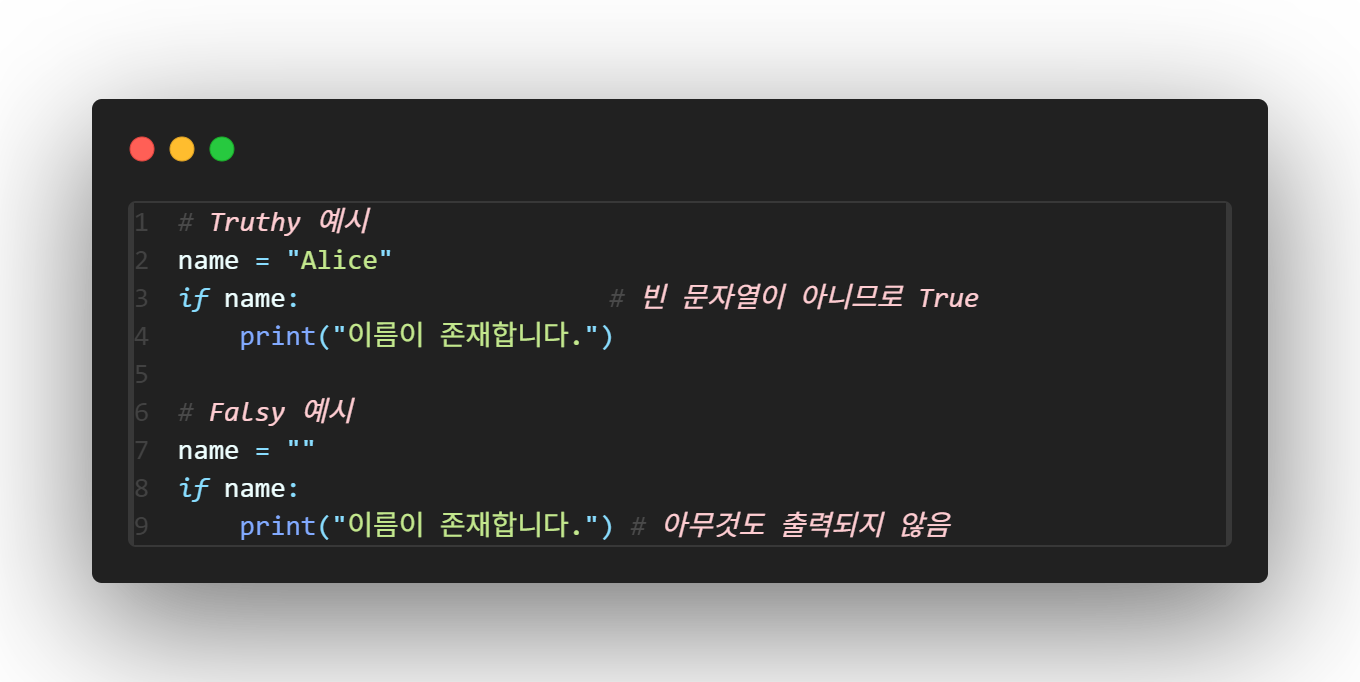 1 # Truthy 예시
2 name = "Alice"
3 if name:                    # 빈 문자열이 아니므로 True
4     print("이름이 존재합니다.")
5
6 # Falsy 예시
7 name = ""
8 if name:
9     print("이름이 존재합니다.") # 아무것도 출력되지 않음